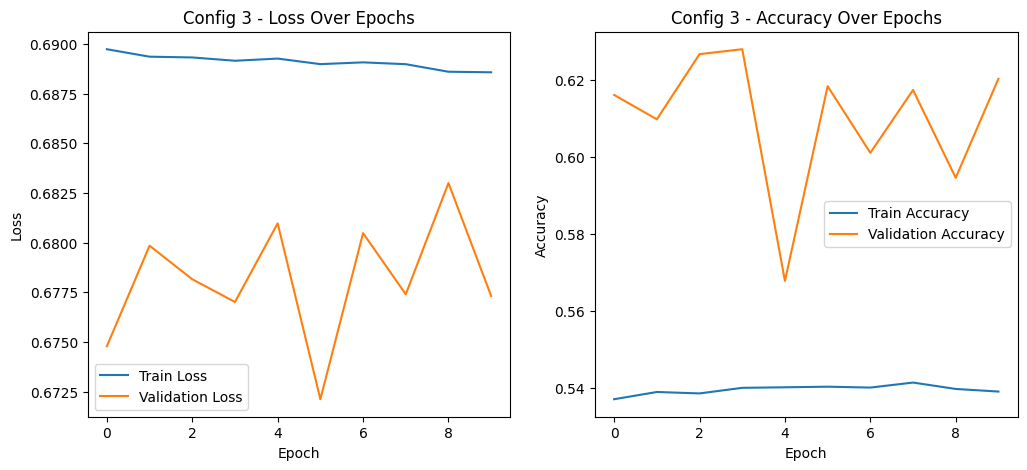 Config 3 - Loss Over Epochs
0.6900
0.6875
0.6850
0.6825
0.6800
0.6775
0.6750
0.6725
Loss
Train Loss
Validation Loss
0 2 4 6 8
Epoch
Config 3 - Accuracy Over Epochs
0.62
0.60
0.58
0.56
0.54
Accuracy
Train Accuracy
Validation Accuracy
0 2 4 6 8
Epoch